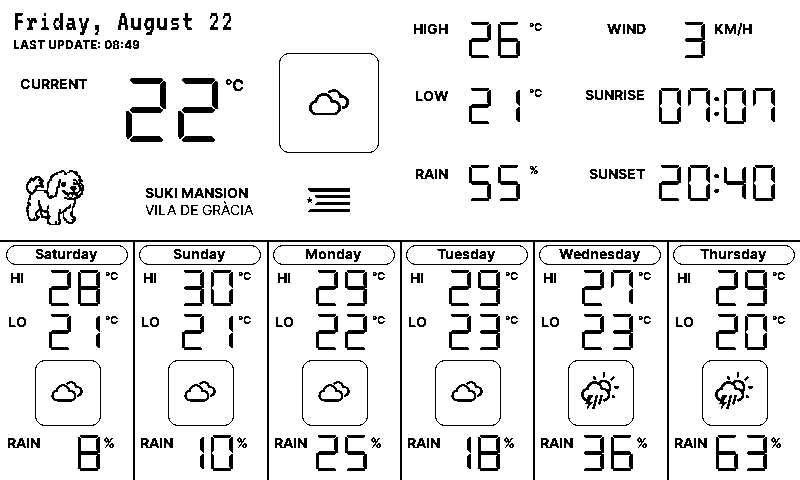 Friday, August 22
LAST UPDATE: 08:49
CURRENT 22 °C
HIGH 26 °C
LOW 21 °C
RAIN 55 %
WIND 3 KM/H
SUNRISE 07:07
SUNSET 20:40
SUKI MANSION
VILA DE GRÀCIA
Saturday
HI 28 °C
LO 21 °C
RAIN 8 %
Sunday
HI 30 °C
LO 21 °C
RAIN 10 %
Monday
HI 29 °C
LO 22 °C
RAIN 25 %
Tuesday
HI 29 °C
LO 23 °C
RAIN 18 %
Wednesday
HI 27 °C
LO 23 °C
RAIN 36 %
Thursday
HI 29 °C
LO 20 °C
RAIN 63 %